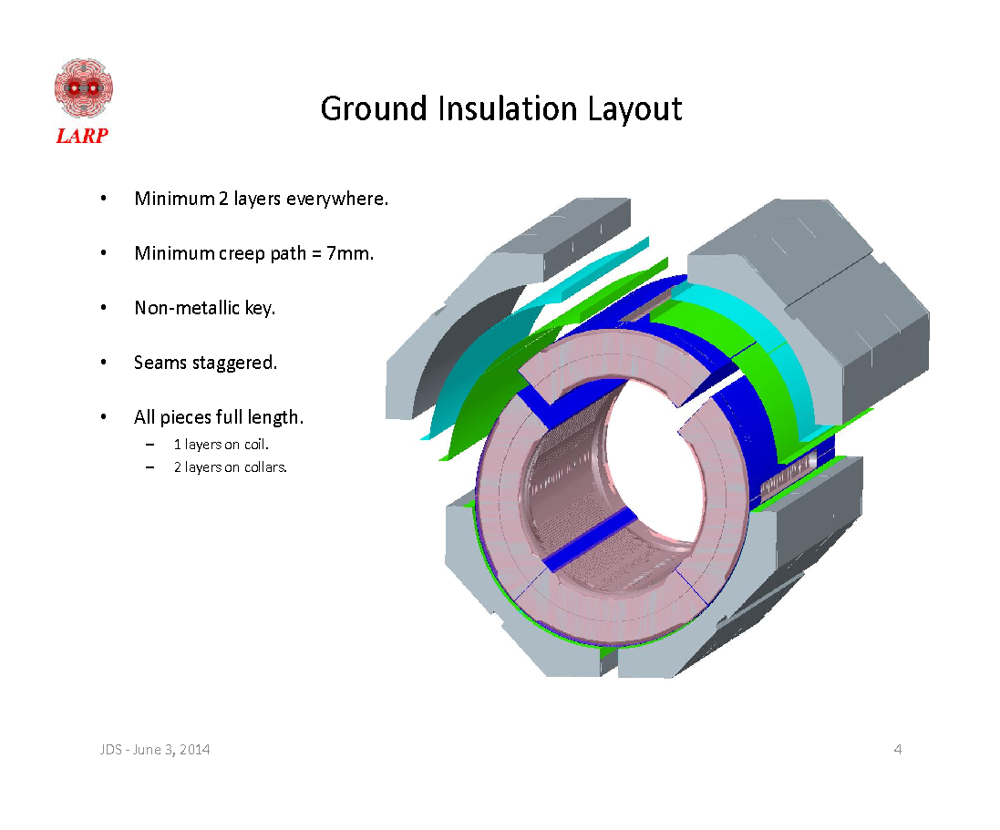 LARP
Ground Insulation Layout
• Minimum 2 layers everywhere.
• Minimum creep path = 7mm.
• Non-metallic key.
• Seams staggered.
• All pieces full length.
– 1 layers on coil.
– 2 layers on collars.
JDS - June 3, 2014
4